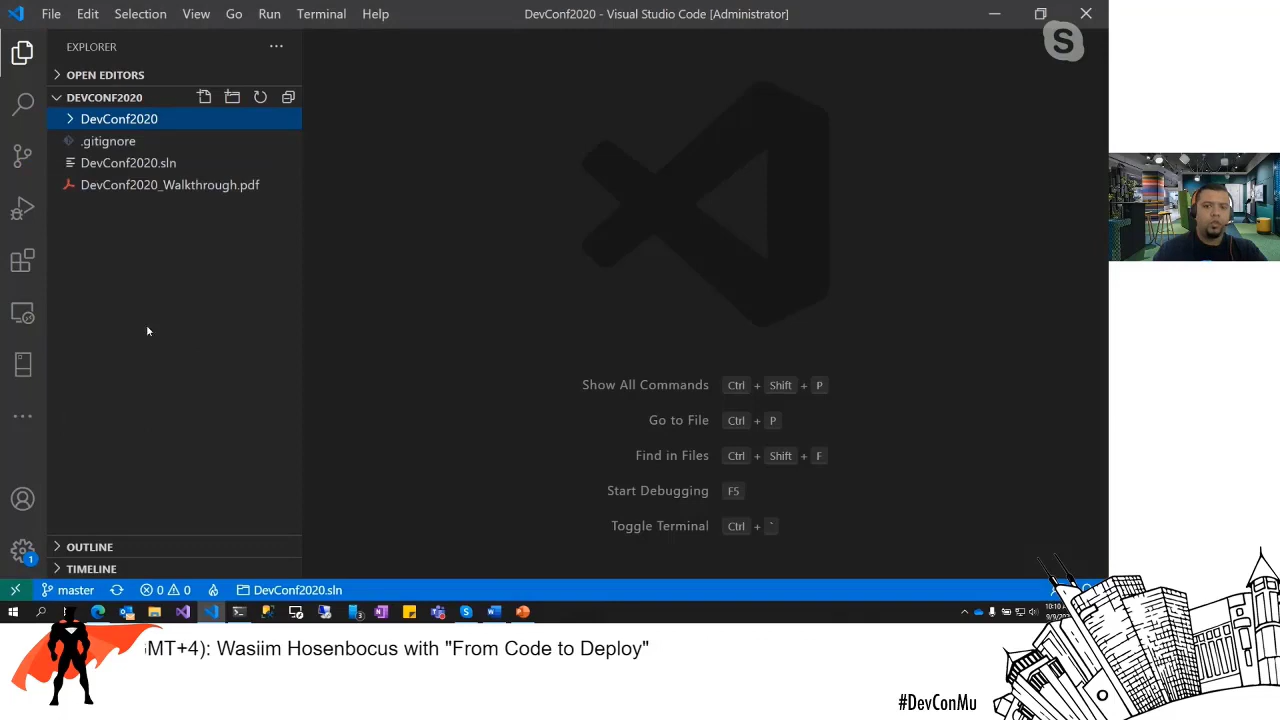 File Edit Selection View Go Run Terminal Help DevConf2020 - Visual Studio Code [Administrator]
EXPLORER
OPEN EDITORS
DEVCONF2020
DevConf2020
.gitignore
DevConf2020.sln
DevConf2020_Walkthrough.pdf
OUTLINE
TIMELINE
S
Show All Commands Ctrl + Shift + P
Go to File Ctrl + P
Find in Files Ctrl + Shift + F
Start Debugging F5
Toggle Terminal Ctrl + `
1
master 0 0 DevConf2020.sln
GMT+4): Wasiim Hosenbocus with "From Code to Deploy"
#DevConMu